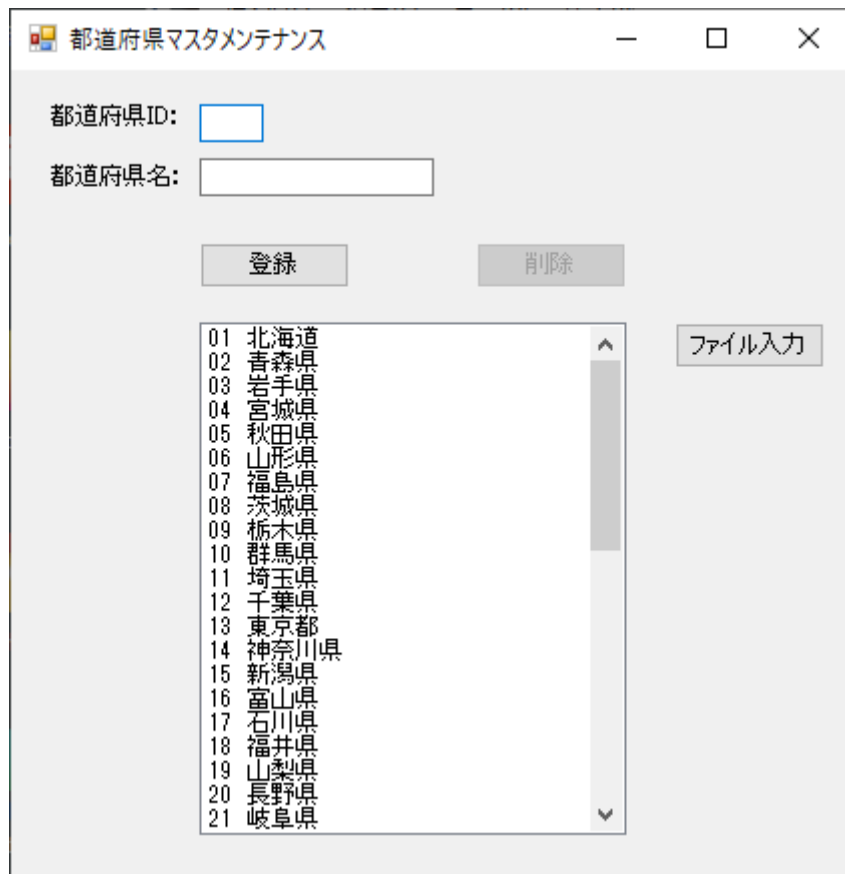 都道府県マスタメンテナンス
都道府県ID:
都道府県名:
登録 削除
ファイル入力
01 北海道
02 青森県
03 岩手県
04 宮城県
05 秋田県
06 山形県
07 福島県
08 茨城県
09 栃木県
10 群馬県
11 埼玉県
12 千葉県
13 東京都
14 神奈川県
15 新潟県
16 富山県
17 石川県
18 福井県
19 山梨県
20 長野県
21 岐阜県